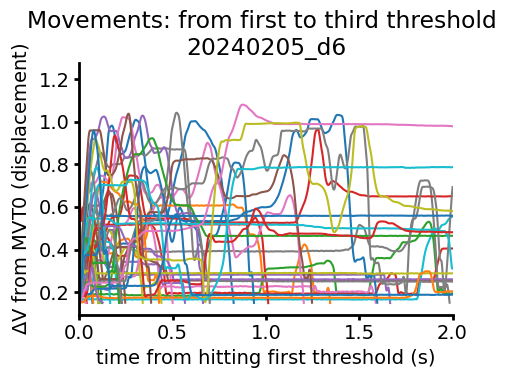 Movements: from first to third threshold
20240205_d6
ΔV from MVT0 (displacement)
1.2
1.0
0.8
0.6
0.4
0.2
0.0
0.5
1.0
1.5
2.0
time from hitting first threshold (s)